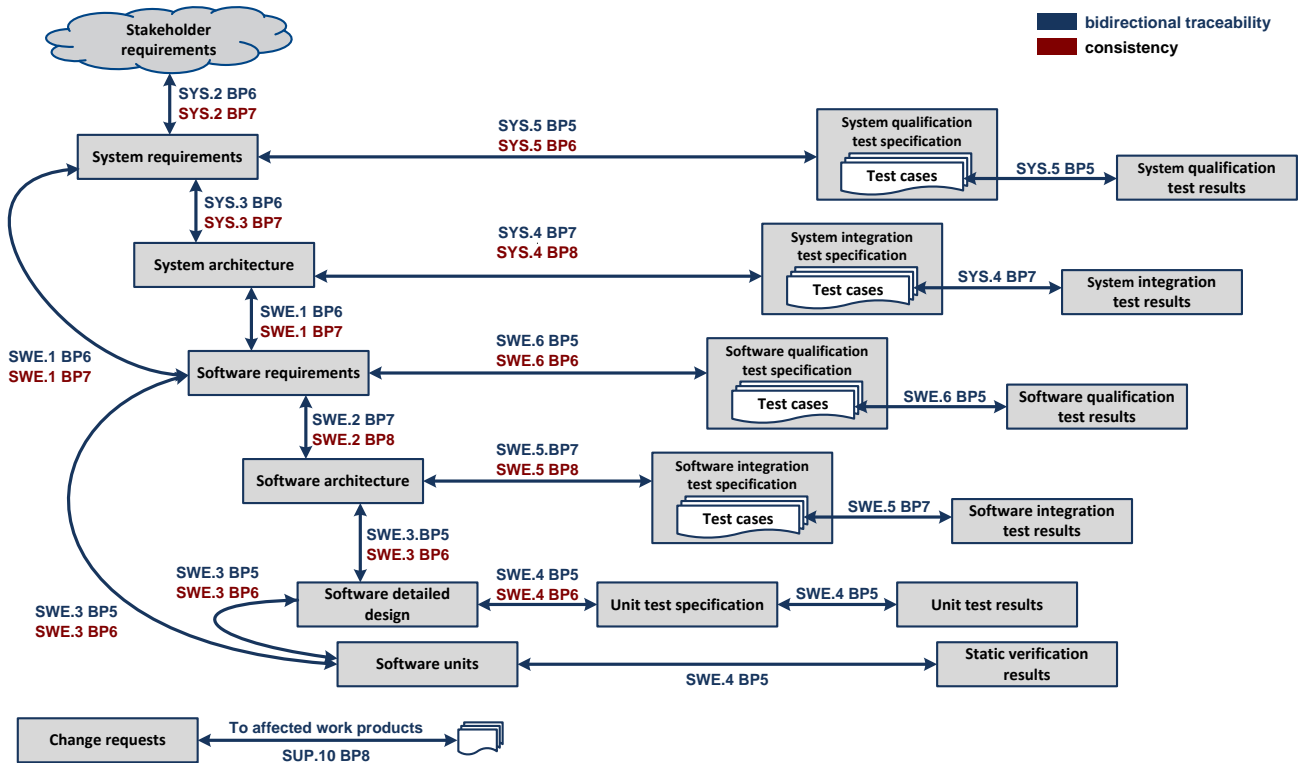 Stakeholder
requirements
bidirectional traceability
consistency
SYS.2 BP6
SYS.2 BP7
System requirements
SYS.5 BP5
SYS.5 BP6
System qualification
test specification
Test cases
SYS.5 BP5
System qualification
test results
SYS.3 BP6
SYS.3 BP7
System architecture
SYS.4 BP7
SYS.4 BP8
System integration
test specification
Test cases
SYS.4 BP7
System integration
test results
SWE.1 BP6
SWE.1 BP7
SWE.1 BP6
SWE.1 BP7
Software requirements
SWE.6 BP5
SWE.6 BP6
Software qualification
test specification
Test cases
SWE.6 BP5
Software qualification
test results
SWE.2 BP7
SWE.2 BP8
Software architecture
SWE.5.BP7
SWE.5 BP8
Software integration
test specification
Test cases
SWE.5 BP7
Software integration
test results
SWE.3.BP5
SWE.3 BP6
SWE.3 BP5
SWE.3 BP6
Software detailed
design
SWE.4 BP5
SWE.4 BP6
Unit test specification
SWE.4 BP5
Unit test results
SWE.3 BP5
SWE.3 BP6
Software units
SWE.4 BP5
Static verification
results
Change requests
To affected work products
SUP.10 BP8